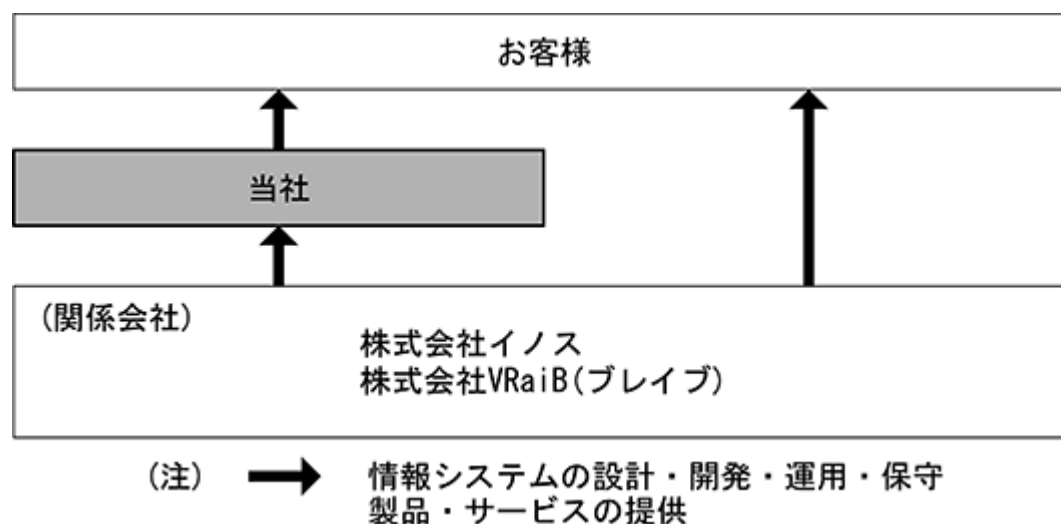 お客様
当社
(関係会社)
株式会社イノス
株式会社VRaiB(ブレイブ)
(注) 情報システムの設計・開発・運用・保守
製品・サービスの提供